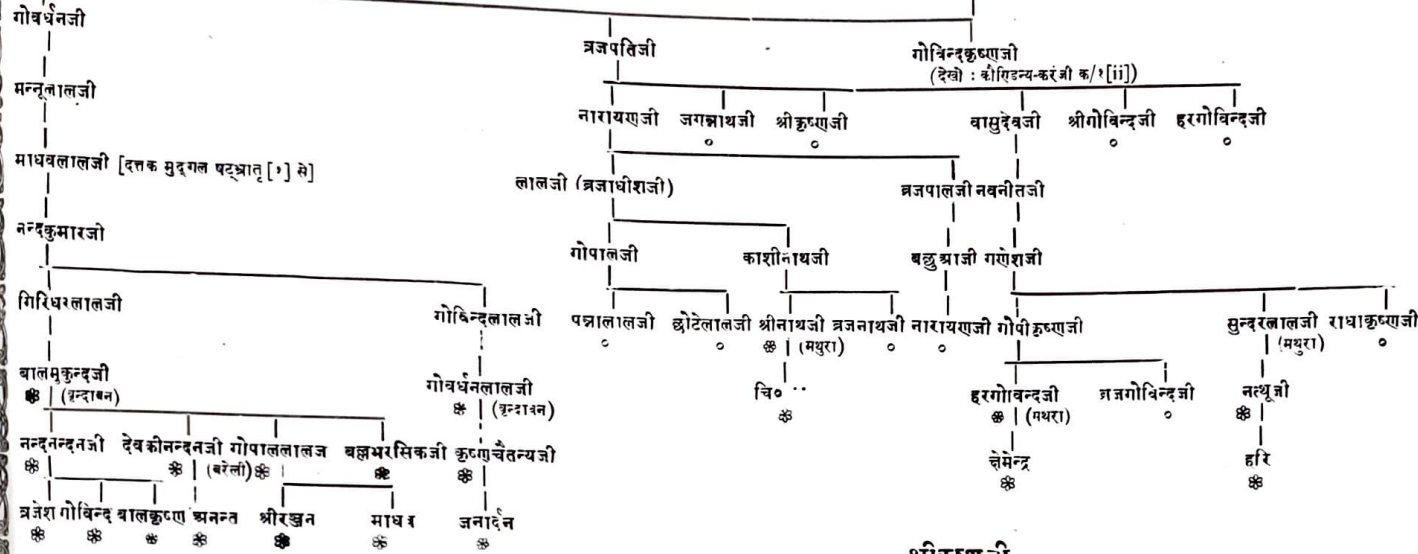 गोवर्धनजी
व्रजपतिजी गोविन्दकृष्णजी
(देखो : कौण्डिन्य-करंजी क/१[ii])
मन्नूलालजी
नारायणजी जगन्नाथजी श्रीकृष्णजी वासुदेवजी श्रीगोविन्दजी हरगोविन्दजी
माधवलालजी [दत्तक मुद्गल षट्भ्रातृ [१] से]
लालजी (व्रजाधीशजी) व्रजपालजी नवनीतजी
नन्दकुमारजी
गोपालजी काशीनाथजी बलुआजी गणेशजी
गिरिधरलालजी
गोविन्दलालजी पन्नालालजी छोटेलालजी श्रीनाथजी व्रजनाथजी नारायणजी गोपीकृष्णजी सुन्दरलालजी राधाकृष्णजी
(मथुरा) (मथुरा)
बालमुकुन्दजी
(वृन्दावन)
गोवर्धनलालजी चि० ·· हरगोविन्दजी व्रजगोविन्दजी नत्थूजी
(वृन्दावन) (मथरा)
नन्दनन्दनजी देवकीनन्दनजी गोपाललालज बल्लभरसिकजी कृष्णचैतन्यजी
(बरेली)
क्षेमेन्द्र हरि
व्रजेश गोविन्द बालकृष्ण अनन्त श्रीरञ्जन माधव जनार्दन